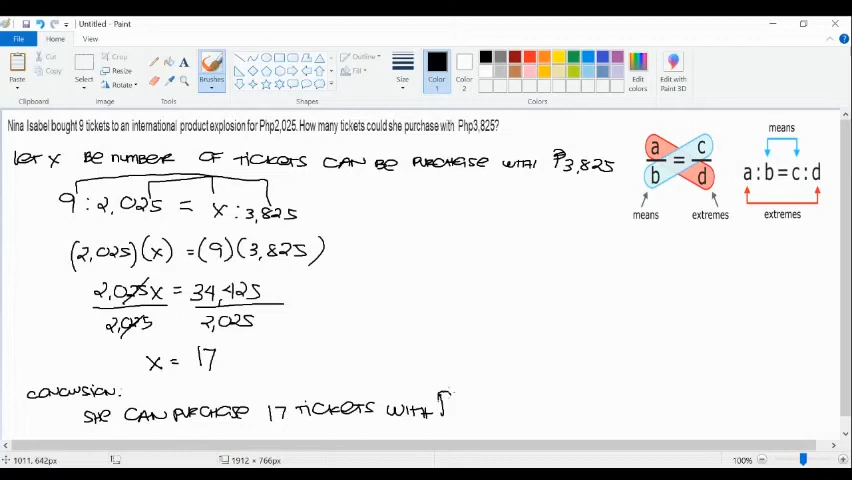 Untitled - Paint
File Home View
Paste Cut Copy Clipboard
Select Crop Resize Rotate Image
Tools
Brushes
Outline Fill Shapes
Size
Color 1 Color 2 Colors
Edit colors
Edit with Paint 3D
Nina Isabel bought 9 tickets to an international product explosion for Php2,025. How many tickets could she purchase with Php3,825?
LET X BE NUMBER OF TICKETS CAN BE PURCHASE WITH ₱3,825
9 : 2,025 = X : 3,825
(2,025)(X) = (9)(3,825)
2,025X = 34,425
2,025 2,025
X = 17
CONCLUSION:
SHE CAN PURCHASE 17 TICKETS WITH
a c
b = d
means extremes
means
a : b = c : d
extremes
1011, 642px 1912 × 766px 100%